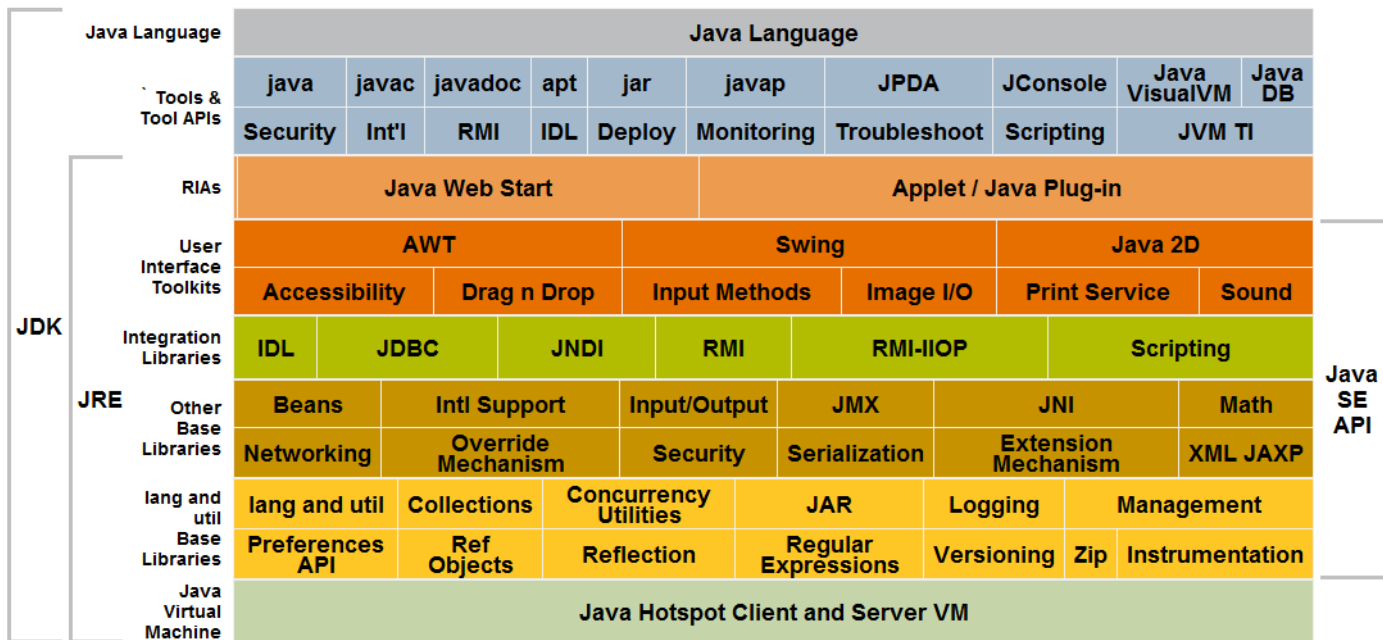 Java Language
Java Language
java javac javadoc apt jar javap JPDA JConsole Java VisualVM Java DB
` Tools &
Tool APIs
Security Int'l RMI IDL Deploy Monitoring Troubleshoot Scripting JVM TI
RIAs
Java Web Start Applet / Java Plug-in
User
Interface
Toolkits
AWT Swing Java 2D
Accessibility Drag n Drop Input Methods Image I/O Print Service Sound
JDK
Integration
Libraries
IDL JDBC JNDI RMI RMI-IIOP Scripting
JRE
Other
Base
Libraries
Beans Intl Support Input/Output JMX JNI Math
Networking Override Mechanism Security Serialization Extension Mechanism XML JAXP
Java
SE
API
lang and
util
Base
Libraries
lang and util Collections Concurrency Utilities JAR Logging Management
Preferences API Ref Objects Reflection Regular Expressions Versioning Zip Instrumentation
Java
Virtual
Machine
Java Hotspot Client and Server VM